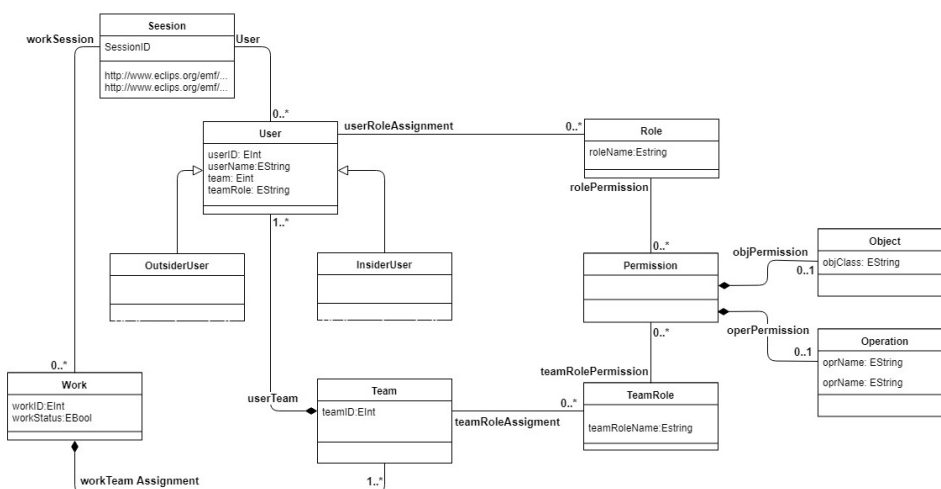 Seesion
workSession
User
SessionID
http://www.eclips.org/emf/...
http://www.eclips.org/emf/...
0..*
User
userRoleAssignment
0..*
Role
userID: EInt
userName:EString
team: Eint
teamRole: EString
roleName:Estring
1..*
rolePermission
0..*
OutsiderUser
InsiderUser
Permission
objPermission
0..1
Object
objClass: EString
operPermission
0..1
Operation
oprName: EString
oprName: EString
0..*
teamRolePermission
0..*
Work
workID:EInt
workStatus:EBool
userTeam
Team
teamID:EInt
teamRoleAssigment
0..*
TeamRole
teamRoleName:Estring
workTeam Assignment
1..*